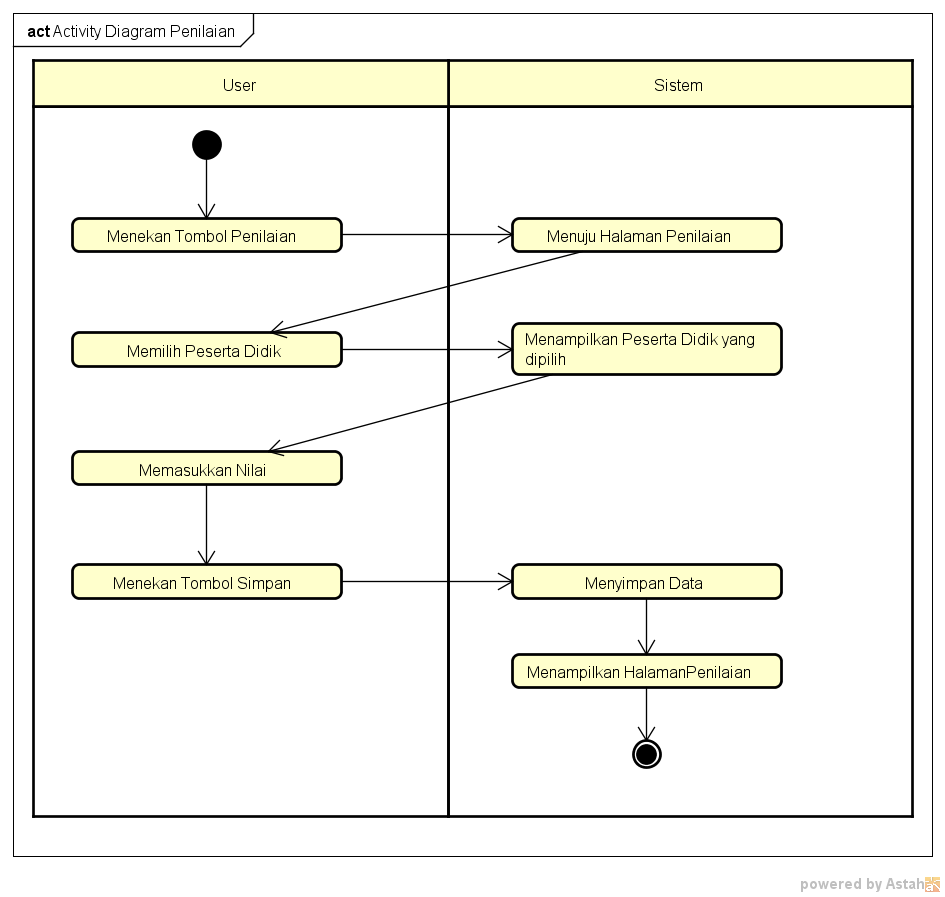 act Activity Diagram Penilaian
User
Sistem
Menekan Tombol Penilaian
Menuju Halaman Penilaian
Memilih Peserta Didik
Menampilkan Peserta Didik yang
dipilih
Memasukkan Nilai
Menekan Tombol Simpan
Menyimpan Data
Menampilkan HalamanPenilaian
powered by Astah